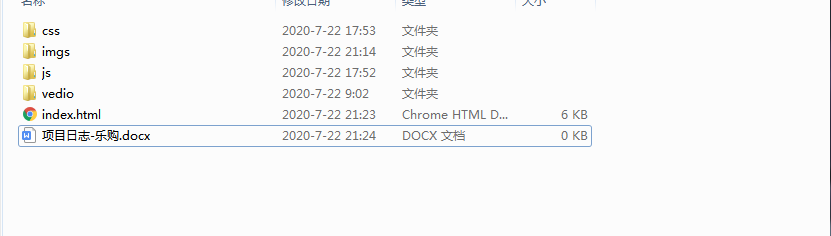 名称 修改日期 类型 大小
css 2020-7-22 17:53 文件夹
imgs 2020-7-22 21:14 文件夹
js 2020-7-22 17:52 文件夹
vedio 2020-7-22 9:02 文件夹
index.html 2020-7-22 21:23 Chrome HTML D... 6 KB
项目日志-乐购.docx 2020-7-22 21:24 DOCX 文档 0 KB